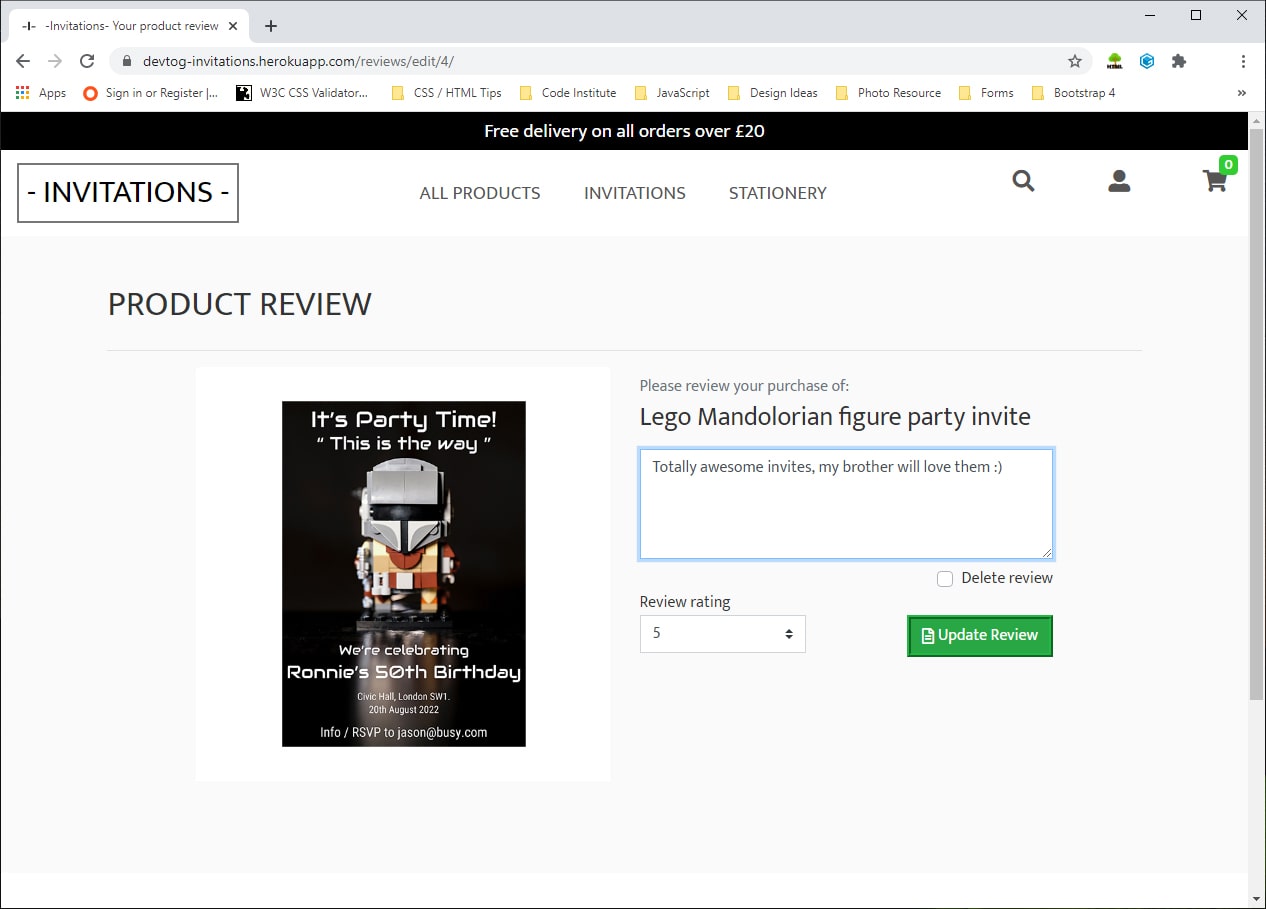 -I- -Invitations- Your product review
devtog-invitations.herokuapp.com/reviews/edit/4/
Apps Sign in or Register |... W3C CSS Validator... CSS / HTML Tips Code Institute JavaScript Design Ideas Photo Resource Forms Bootstrap 4 »
Free delivery on all orders over £20
- INVITATIONS -
ALL PRODUCTS INVITATIONS STATIONERY
0
PRODUCT REVIEW
It's Party Time!
“ This is the way ”
We're celebrating
Ronnie's 50th Birthday
Civic Hall, London SW1.
20th August 2022
Info / RSVP to jason@busy.com
Please review your purchase of:
Lego Mandolorian figure party invite
Totally awesome invites, my brother will love them :)
Delete review
Review rating
5
Update Review